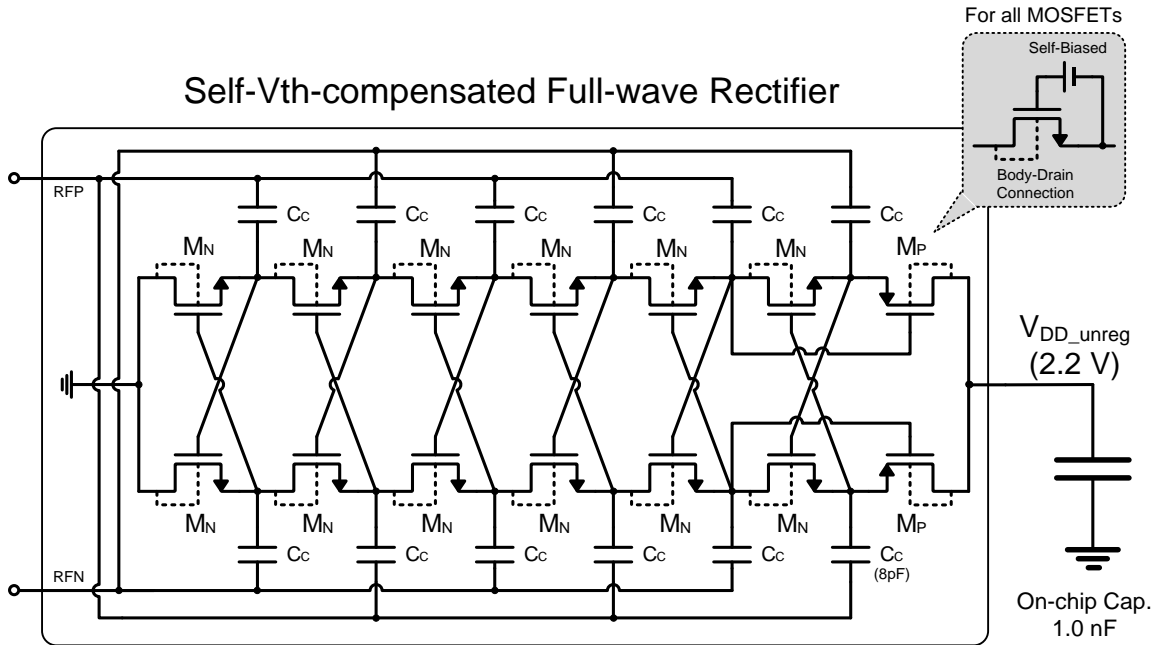 For all MOSFETs
Self-Biased
Body-Drain
Connection
Self-Vth-compensated Full-wave Rectifier
RFP
CC CC CC CC CC CC
MN MN MN MN MN MP
VDD_unreg
(2.2 V)
MN MN MN MN MN MN MP
CC CC CC CC CC CC
(8pF)
RFN
On-chip Cap.
1.0 nF